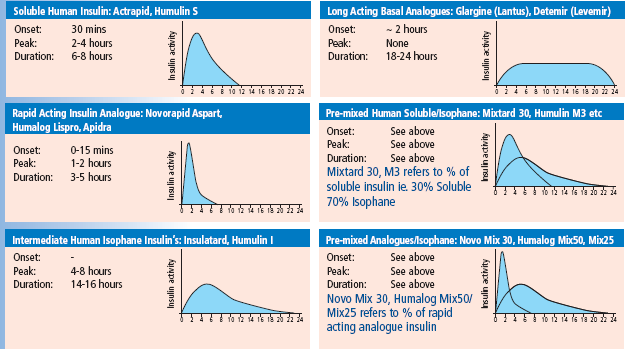 Soluble Human Insulin: Actrapid, Humulin S
Onset: 30 mins
Peak: 2-4 hours
Duration: 6-8 hours
Insulin activity
0 2 4 6 8 10 12 14 16 18 20 22 24
Long Acting Basal Analogues: Glargine (Lantus), Detemir (Levemir)
Onset: ~ 2 hours
Peak: None
Duration: 18-24 hours
Insulin activity
0 2 4 6 8 10 12 14 16 18 20 22 24
Rapid Acting Insulin Analogue: Novorapid Aspart,
Humalog Lispro, Apidra
Onset: 0-15 mins
Peak: 1-2 hours
Duration: 3-5 hours
Insulin activity
0 2 4 6 8 10 12 14 16 18 20 22 24
Pre-mixed Human Soluble/Isophane: Mixtard 30, Humulin M3 etc
Onset: See above
Peak: See above
Duration: See above
Mixtard 30, M3 refers to % of
soluble insulin ie. 30% Soluble
70% Isophane
Insulin activity
0 2 4 6 8 10 12 14 16 18 20 22 24
Intermediate Human Isophane Insulin's: Insulatard, Humulin I
Onset: -
Peak: 4-8 hours
Duration: 14-16 hours
Insulin activity
0 2 4 6 8 10 12 14 16 18 20 22 24
Pre-mixed Analogues/Isophane: Novo Mix 30, Humalog Mix50, Mix25
Onset: See above
Peak: See above
Duration: See above
Novo Mix 30, Humalog Mix50/
Mix25 refers to % of rapid
acting analogue insulin
Insulin activity
0 2 4 6 8 10 12 14 16 18 20 22 24